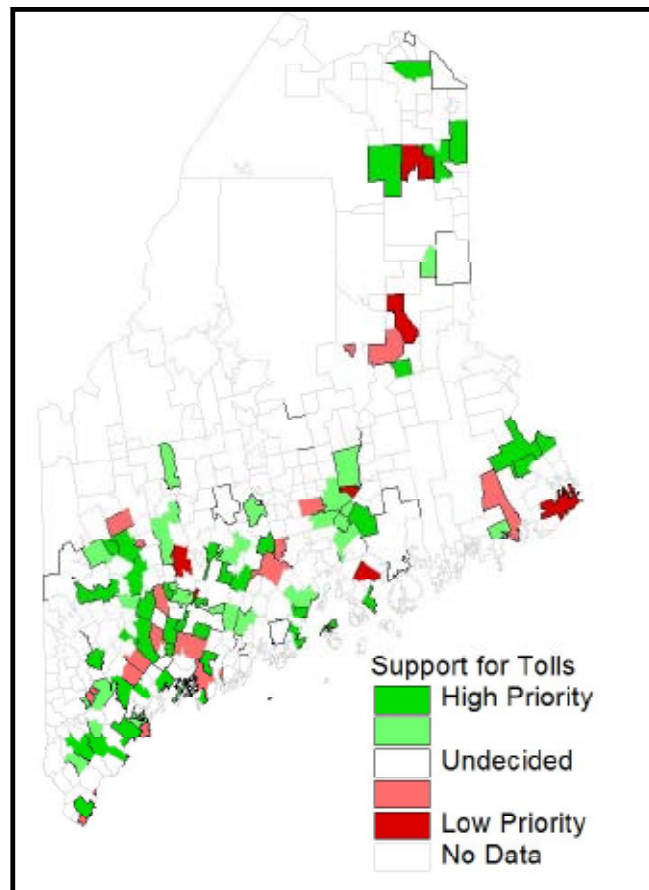 Support for Tolls
High Priority
Undecided
Low Priority
No Data